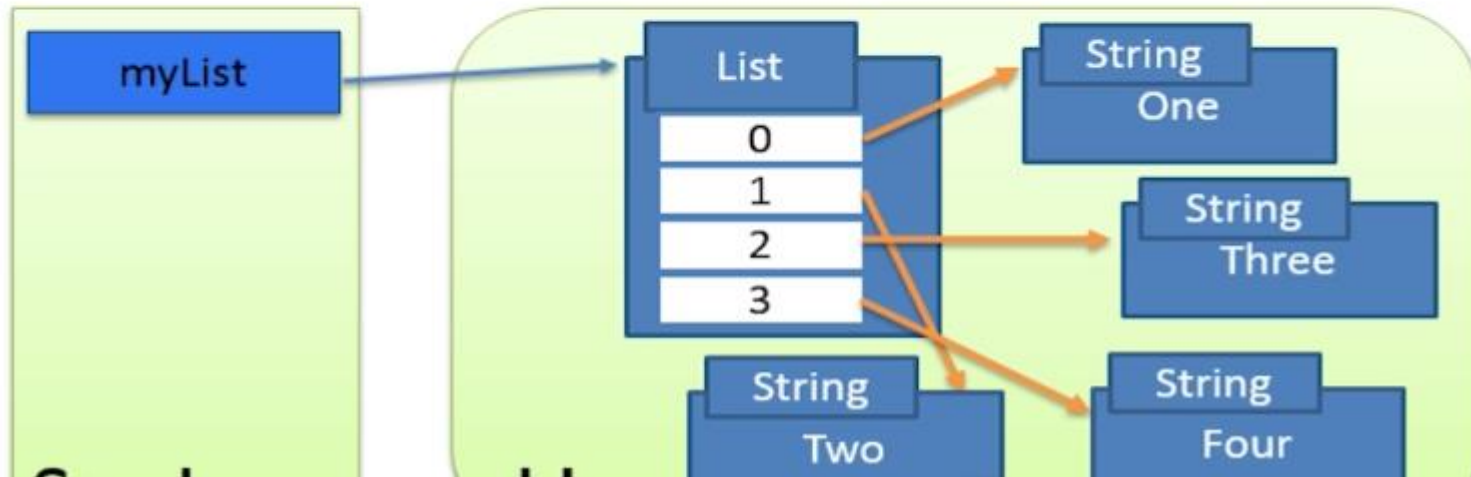 myList
List
0
1
2
3
String
One
String
Three
String
Two
String
Four